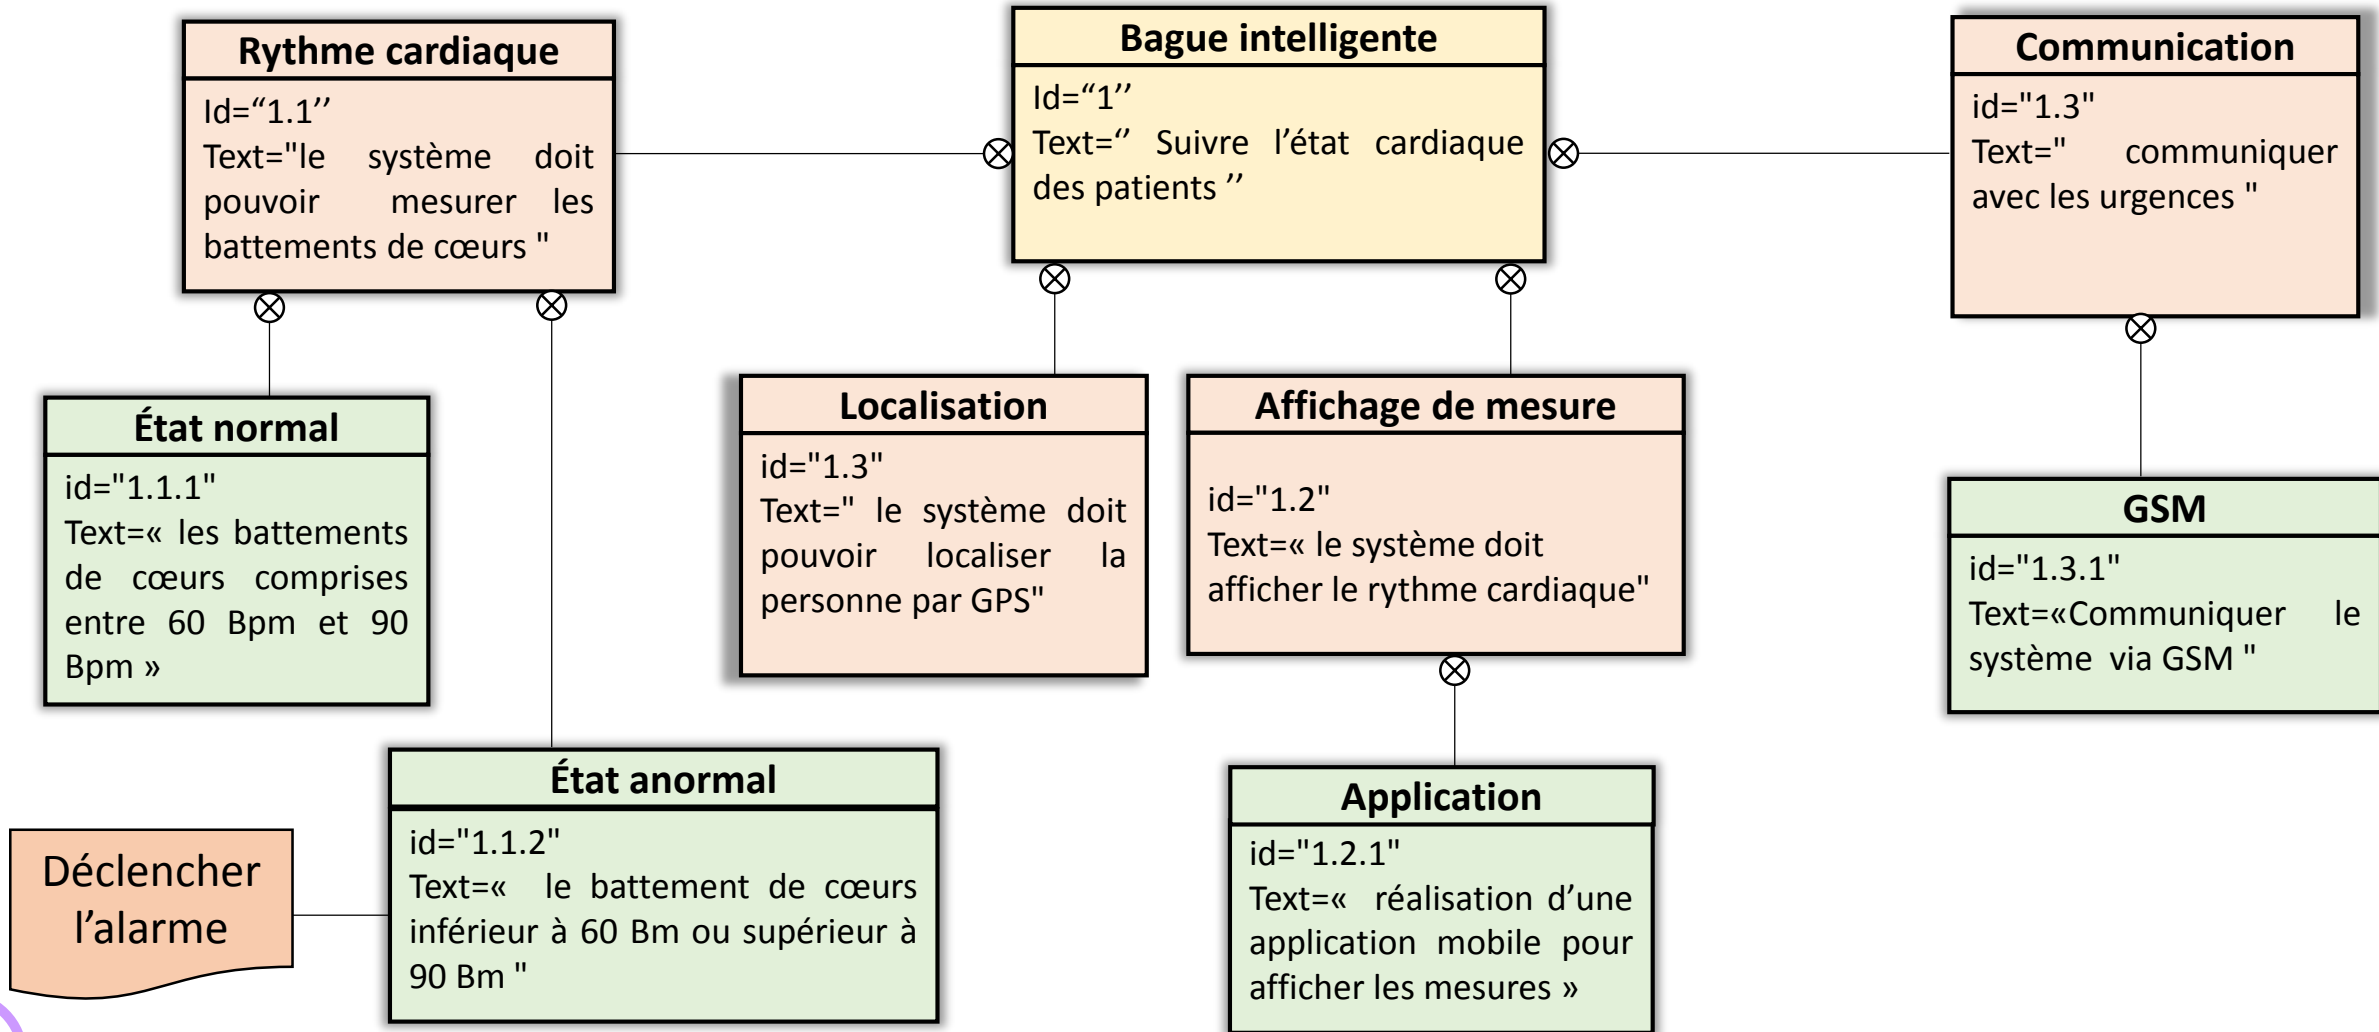 Rythme cardiaque
Id=“1.1’’
Text="le système doit
pouvoir mesurer les
battements de cœurs "
Bague intelligente
Id=“1’’
Text=‘’ Suivre l’état cardiaque
des patients ’’
Communication
id="1.3"
Text=" communiquer
avec les urgences "
État normal
id="1.1.1"
Text=« les battements
de cœurs comprises
entre 60 Bpm et 90
Bpm »
Localisation
id="1.3"
Text=" le système doit
pouvoir localiser la
personne par GPS"
Affichage de mesure
id="1.2"
Text=« le système doit
afficher le rythme cardiaque"
GSM
id="1.3.1"
Text=«Communiquer le
système via GSM "
Déclencher
l’alarme
État anormal
id="1.1.2"
Text=« le battement de cœurs
inférieur à 60 Bm ou supérieur à
90 Bm "
Application
id="1.2.1"
Text=« réalisation d’une
application mobile pour
afficher les mesures »